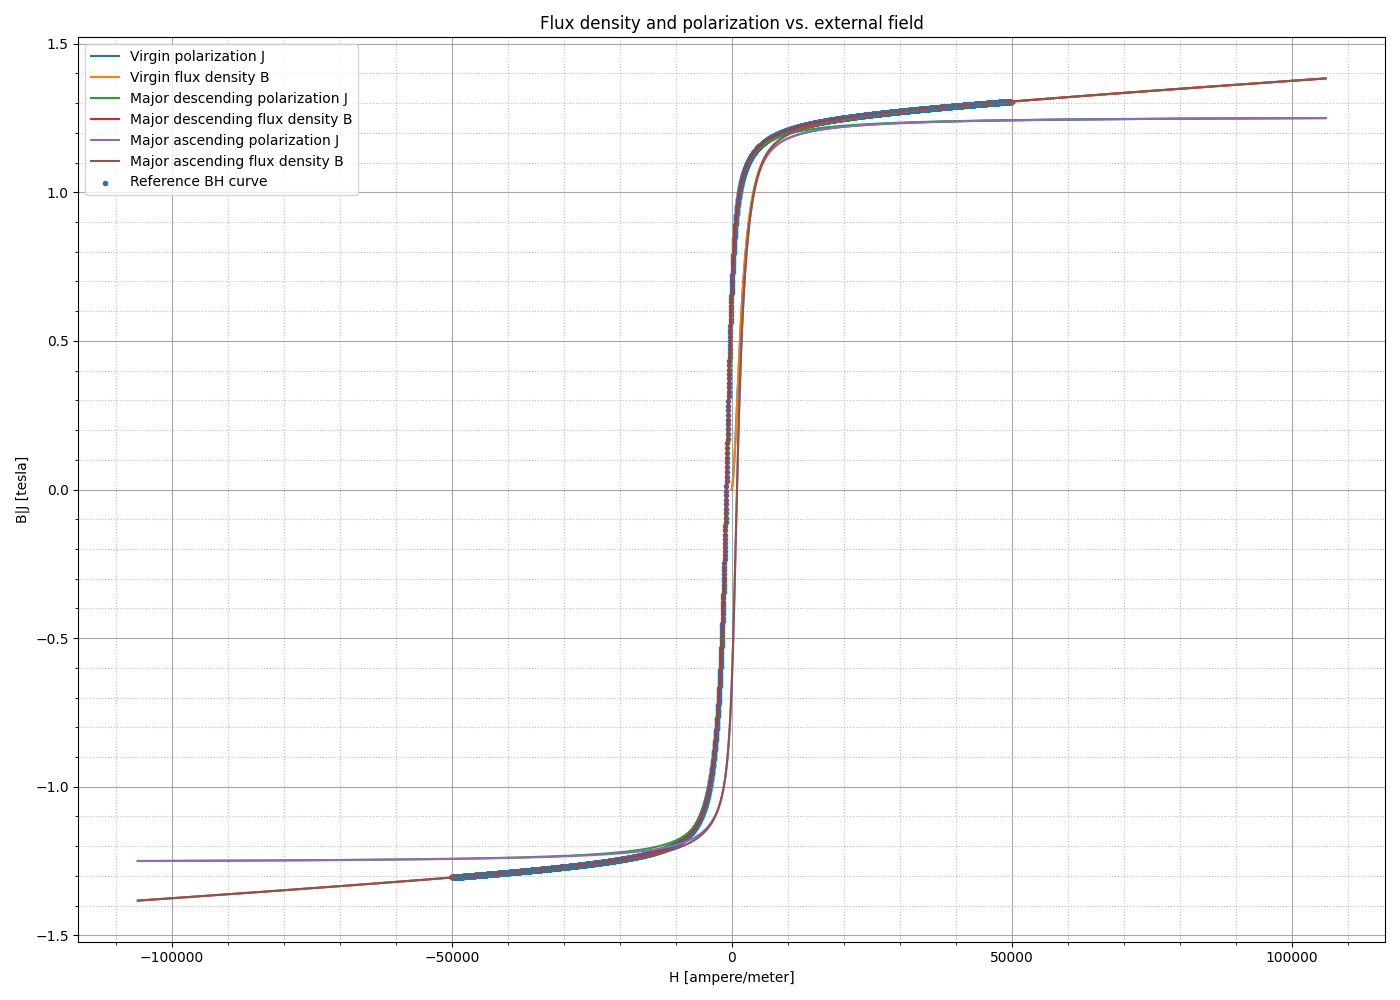 Flux density and polarization vs. external field
Virgin polarization J
Virgin flux density B
Major descending polarization J
Major descending flux density B
Major ascending polarization J
Major ascending flux density B
Reference BH curve
1.5
1.0
0.5
0.0
−0.5
−1.0
−1.5
B|J [tesla]
−100000
−50000
0
50000
100000
H [ampere/meter]